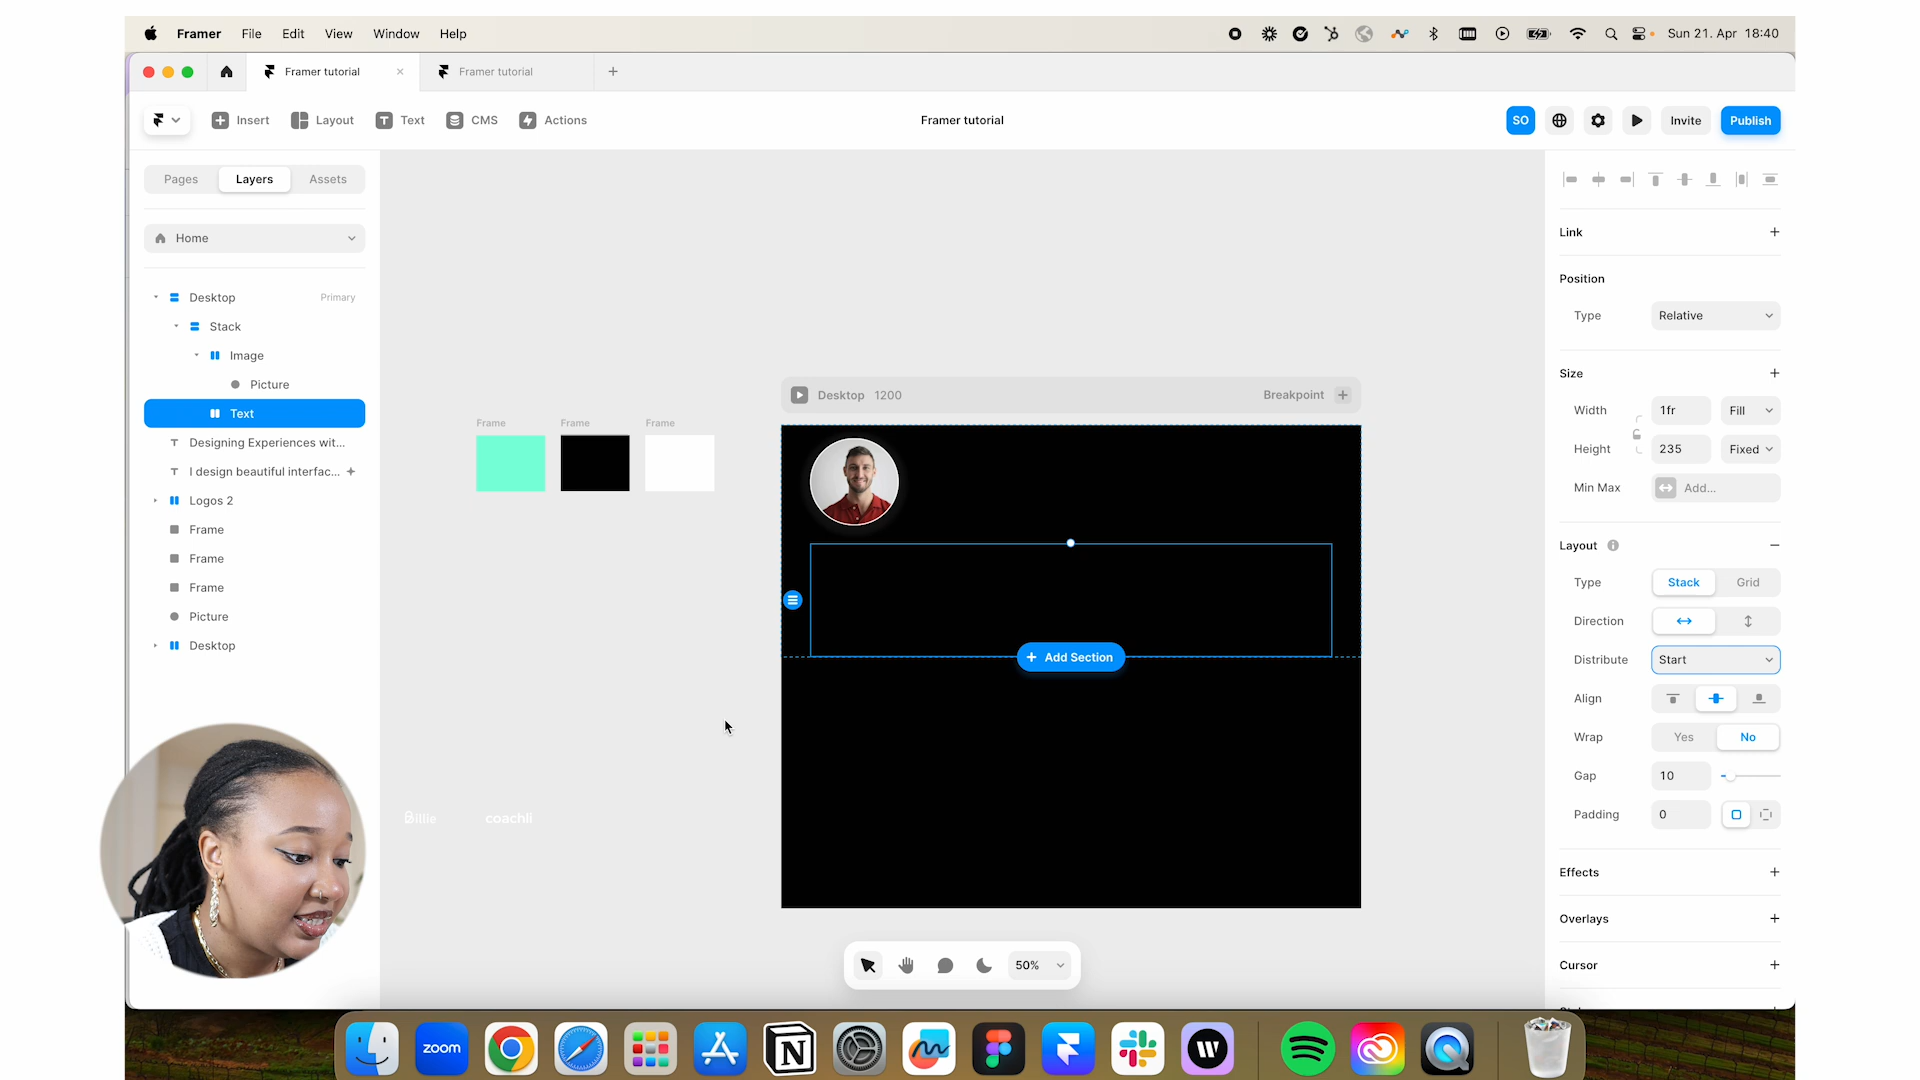 Framer File Edit View Window Help
Sun 21. Apr 18:40
Framer tutorial
Framer tutorial
Insert Layout Text CMS Actions
Framer tutorial
SO
Invite
Publish
Pages Layers Assets
Home
Desktop Primary
Stack
Image
Picture
Text
Designing Experiences wit...
I design beautiful interfac...
Logos 2
Frame
Frame
Frame
Picture
Desktop
Frame
Frame
Frame
Desktop 1200
Breakpoint
Add Section
coachli
50%
Link
Position
Type Relative
Size
Width 1fr Fill
Height 235 Fixed
Min Max Add...
Layout
Type Stack Grid
Direction
Distribute Start
Align
Wrap Yes No
Gap 10
Padding 0
Effects
Overlays
Cursor
zoom